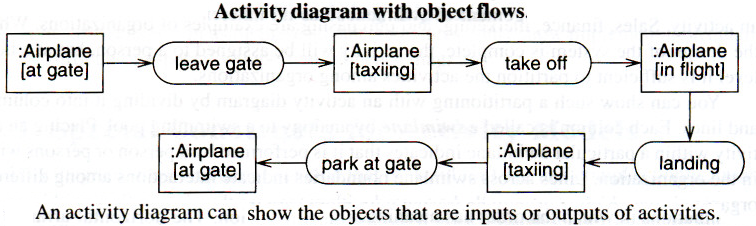 Activity diagram with object flows.
:Airplane
[at gate]
leave gate
:Airplane
[taxiing]
take off
:Airplane
[in flight]
:Airplane
[at gate]
park at gate
:Airplane
[taxiing]
landing
An activity diagram can show the objects that are inputs or outputs of activities.